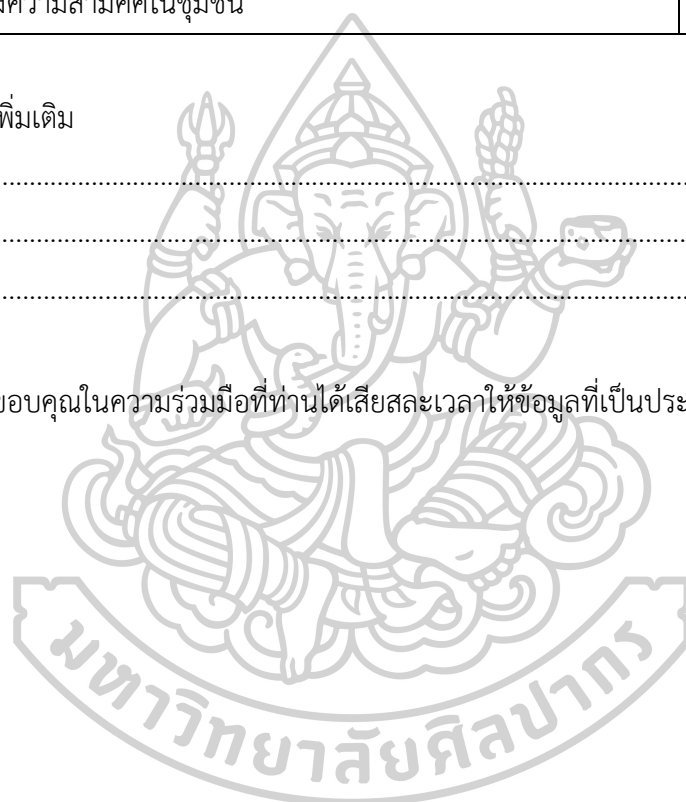 ความสามัคคีในชุมชน
พิ่มเติม
................................................................................
................................................................................
................................................................................
ขอบคุณในความร่วมมือที่ท่านได้เสียสละเวลาให้ข้อมูลที่เป็นประ
มหาวิทยาลัยศิลปากร